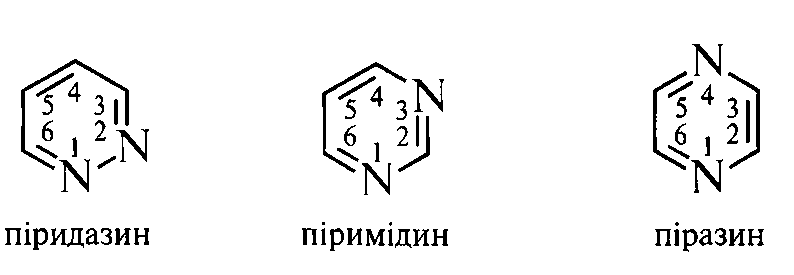 N
4 4 N
5 3 5 3 N 5 4 3
6 2 6 2 6 2
1 N 1 1
N N N
піридазин піримідин піразин